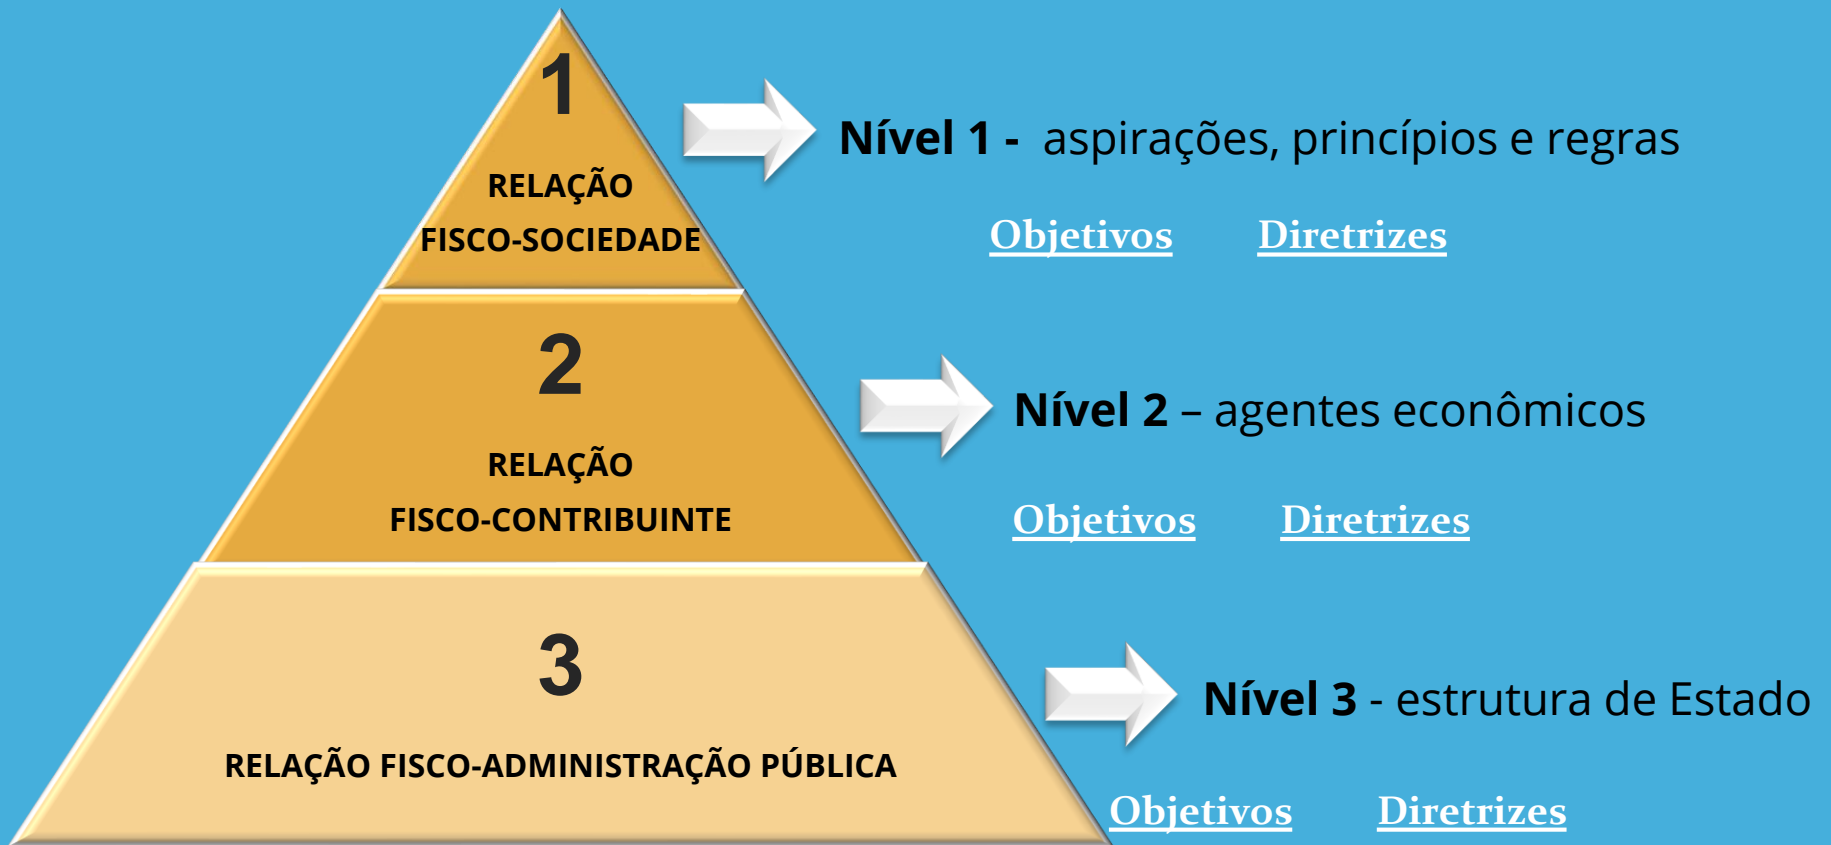 1
RELAÇÃO
FISCO-SOCIEDADE
Nível 1 - aspirações, princípios e regras
Objetivos Diretrizes
2
RELAÇÃO
FISCO-CONTRIBUINTE
Nível 2 – agentes econômicos
Objetivos Diretrizes
3
RELAÇÃO FISCO-ADMINISTRAÇÃO PÚBLICA
Nível 3 - estrutura de Estado
Objetivos Diretrizes